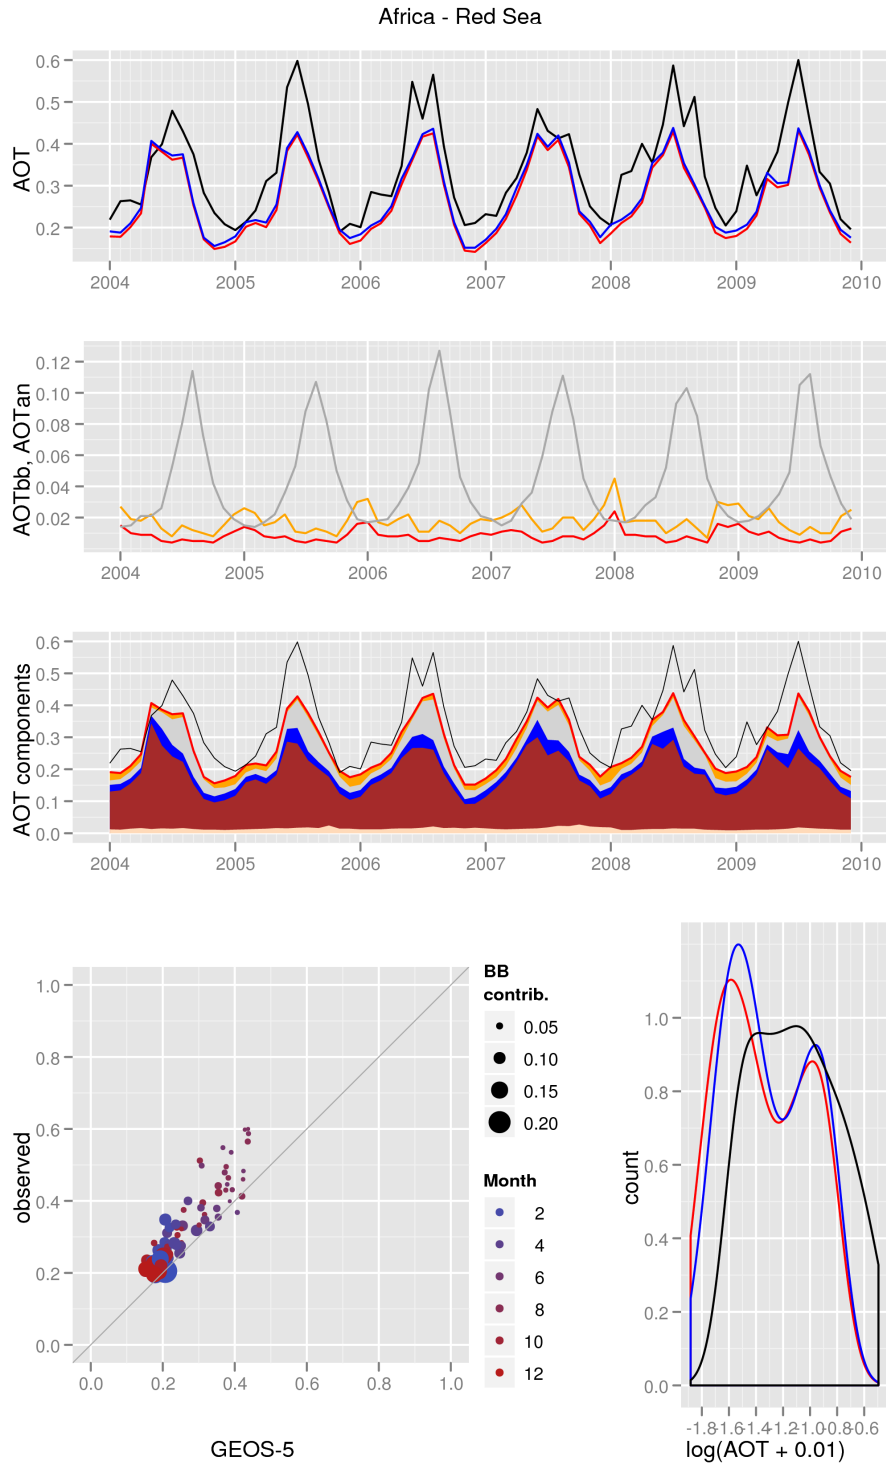 Africa - Red Sea
AOT
0.6
0.5
0.4
0.3
0.2
2004 2005 2006 2007 2008 2009 2010
AOTbb, AOTan
0.12
0.10
0.08
0.06
0.04
0.02
2004 2005 2006 2007 2008 2009 2010
AOT components
0.6
0.5
0.4
0.3
0.2
0.1
0.0
2004 2005 2006 2007 2008 2009 2010
observed
1.0
0.8
0.6
0.4
0.2
0.0
0.0 0.2 0.4 0.6 0.8 1.0
GEOS-5
BB
contrib.
0.05
0.10
0.15
0.20
Month
2
4
6
8
10
12
count
1.0
0.8
0.6
0.4
0.2
0.0
-1.8 -1.6 -1.4 -1.2 -1.0 -0.8 -0.6
log(AOT + 0.01)